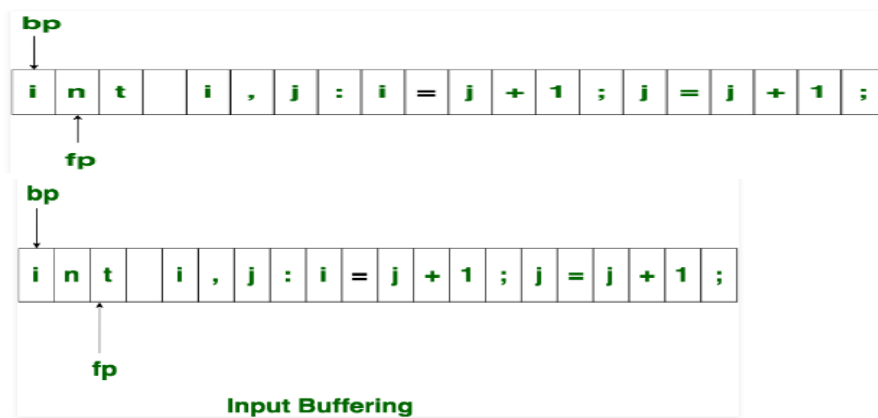 bp
i n t i , j : i = j + 1 ; j = j + 1 ;
fp
bp
i n t i , j : i = j + 1 ; j = j + 1 ;
fp
Input Buffering